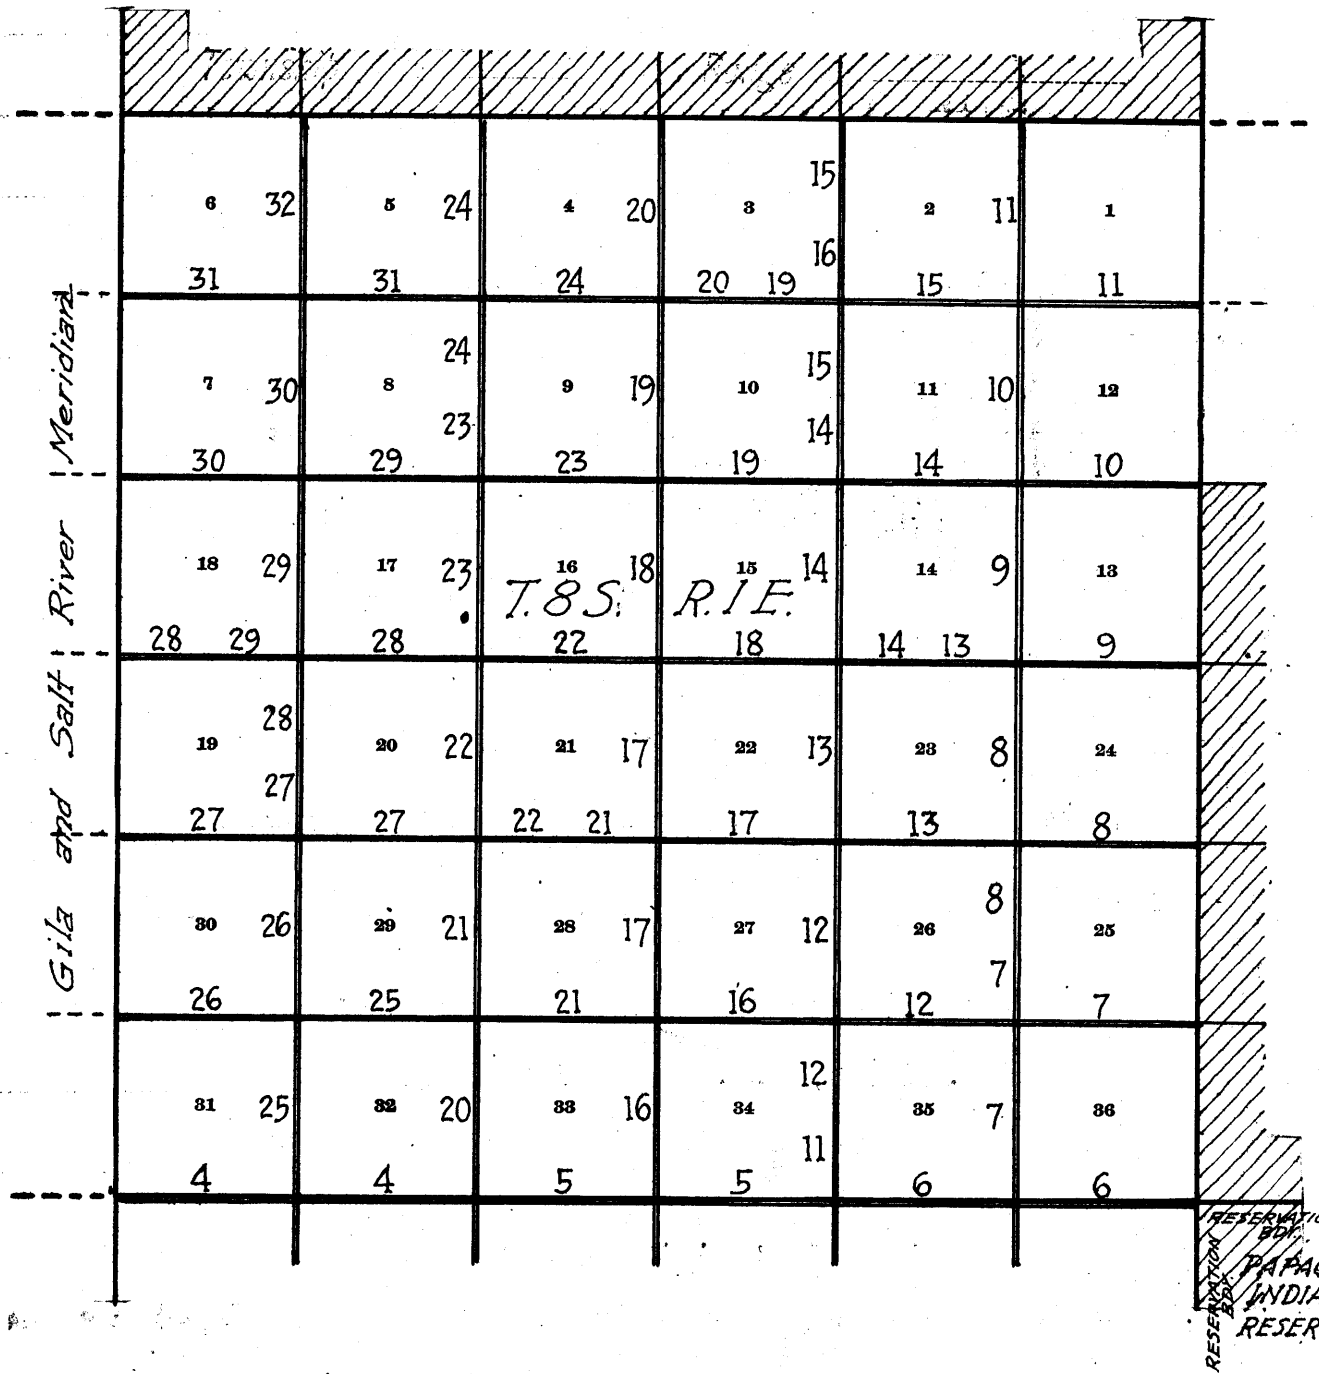 15
6 32 5 24 4 20 3 2 11 1
16
31 31 24 20 19 15 11
24 15
7 30 8 9 19 10 11 10 12
23 14
30 29 23 19 14 10
18 29 17 23 16 18 15 14 14 9 13
T. 8 S. R. 1 E.
28 29 28 22 18 14 13 9
28
19 20 22 21 17 22 13 23 8 24
27
27 27 22 21 17 13 8
8
30 26 29 21 28 17 27 12 26 25
7
26 25 21 16 12 7
12
31 25 32 20 33 16 34 35 7 36
11
4 4 5 5 6 6
Gila and Salt River Meridian
RESERVATIO
BDY.
RESERVATION
BDY.
PAPAG
INDIA
RESER